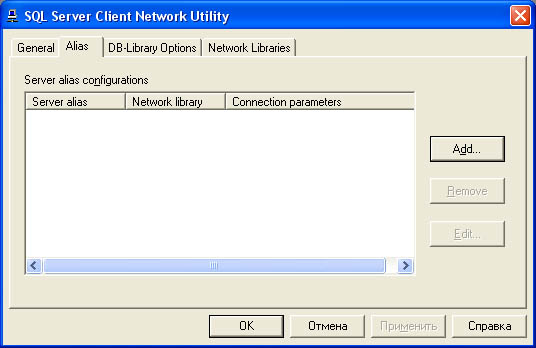 SQL Server Client Network Utility
General Alias DB-Library Options Network Libraries
Server alias configurations
Server alias Network library Connection parameters
Add...
Remove
Edit...
OK Отмена Применить Справка